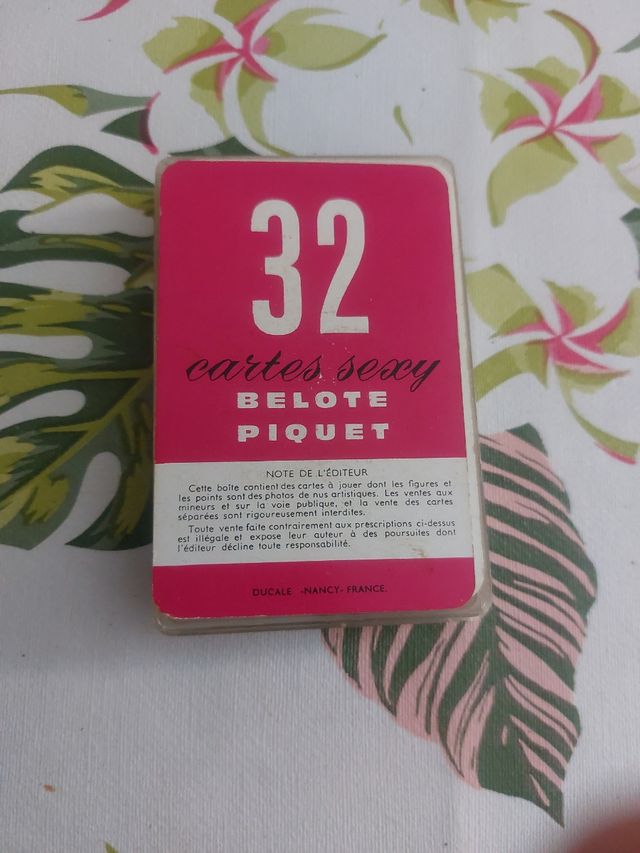 32
cartes sexy
BELOTE
PIQUET
NOTE DE L'ÉDITEUR
Cette boîte contient des cartes à jouer dont les figures et
les points sont des photos de nus artistiques. Les ventes aux
mineurs et sur la voie publique, et la vente des cartes
séparées sont rigoureusement interdites.
Toute vente faite contrairement aux prescriptions ci-dessus
est illégale et expose leur auteur à des poursuites dont
l'éditeur décline toute responsabilité.
DUCALE -NANCY- FRANCE.